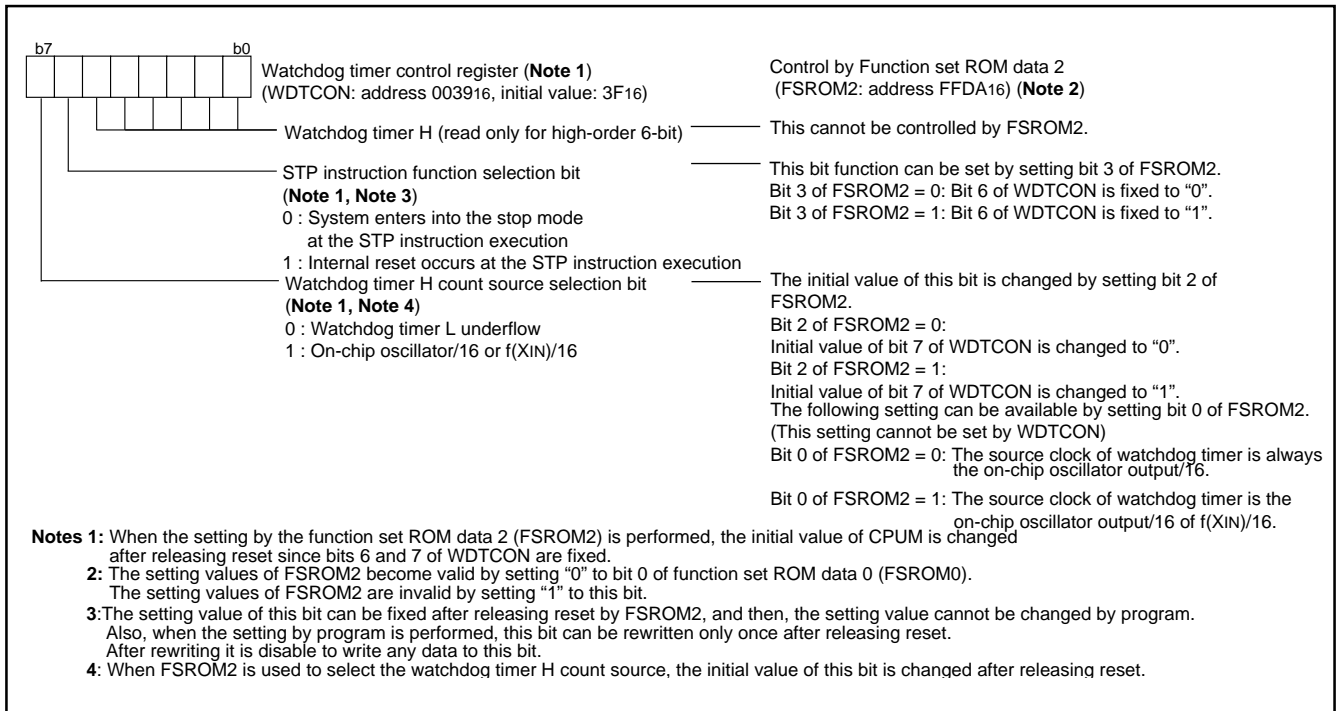 b7 b0
Watchdog timer control register (Note 1)
(WDTCON: address 003916, initial value: 3F16)
Control by Function set ROM data 2
(FSROM2: address FFDA16) (Note 2)
Watchdog timer H (read only for high-order 6-bit)
This cannot be controlled by FSROM2.
STP instruction function selection bit
(Note 1, Note 3)
0 : System enters into the stop mode
at the STP instruction execution
1 : Internal reset occurs at the STP instruction execution
This bit function can be set by setting bit 3 of FSROM2.
Bit 3 of FSROM2 = 0: Bit 6 of WDTCON is fixed to “0”.
Bit 3 of FSROM2 = 1: Bit 6 of WDTCON is fixed to “1”.
Watchdog timer H count source selection bit
(Note 1, Note 4)
0 : Watchdog timer L underflow
1 : On-chip oscillator/16 or f(XIN)/16
The initial value of this bit is changed by setting bit 2 of
FSROM2.
Bit 2 of FSROM2 = 0:
Initial value of bit 7 of WDTCON is changed to “0”.
Bit 2 of FSROM2 = 1:
Initial value of bit 7 of WDTCON is changed to “1”.
The following setting can be available by setting bit 0 of FSROM2.
(This setting cannot be set by WDTCON)
Bit 0 of FSROM2 = 0: The source clock of watchdog timer is always
the on-chip oscillator output/16.
Bit 0 of FSROM2 = 1: The source clock of watchdog timer is the
on-chip oscillator output/16 of f(XIN)/16.
Notes 1: When the setting by the function set ROM data 2 (FSROM2) is performed, the initial value of CPUM is changed
after releasing reset since bits 6 and 7 of WDTCON are fixed.
2: The setting values of FSROM2 become valid by setting “0” to bit 0 of function set ROM data 0 (FSROM0).
The setting values of FSROM2 are invalid by setting “1” to this bit.
3:The setting value of this bit can be fixed after releasing reset by FSROM2, and then, the setting value cannot be changed by program.
Also, when the setting by program is performed, this bit can be rewritten only once after releasing reset.
After rewriting it is disable to write any data to this bit.
4: When FSROM2 is used to select the watchdog timer H count source, the initial value of this bit is changed after releasing reset.